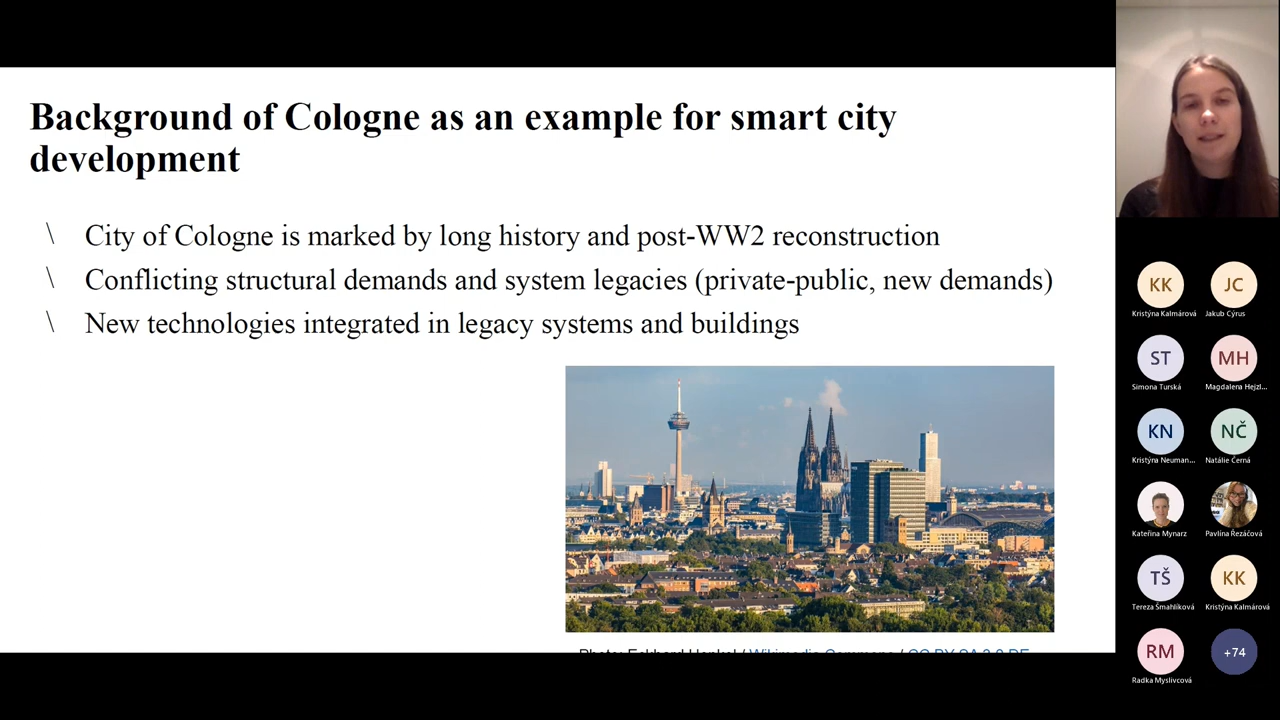 Background of Cologne as an example for smart city
development
\ City of Cologne is marked by long history and post-WW2 reconstruction
\ Conflicting structural demands and system legacies (private-public, new demands)
\ New technologies integrated in legacy systems and buildings
Photo: Eckhard Henkel / Wikimedia Commons / CC BY-SA 3.0 DE
KK JC
Kristýna Kalmárová Jakub Cýrus
ST MH
Simona Turská Magdalena Hejzl...
KN NČ
Kristýna Neuman... Natálie Černá
Kateřina Mynarz Pavlína Řezáčová
TŠ KK
Tereza Šmahlíková Kristýna Kalmárová
RM +74
Radka Myslivcová